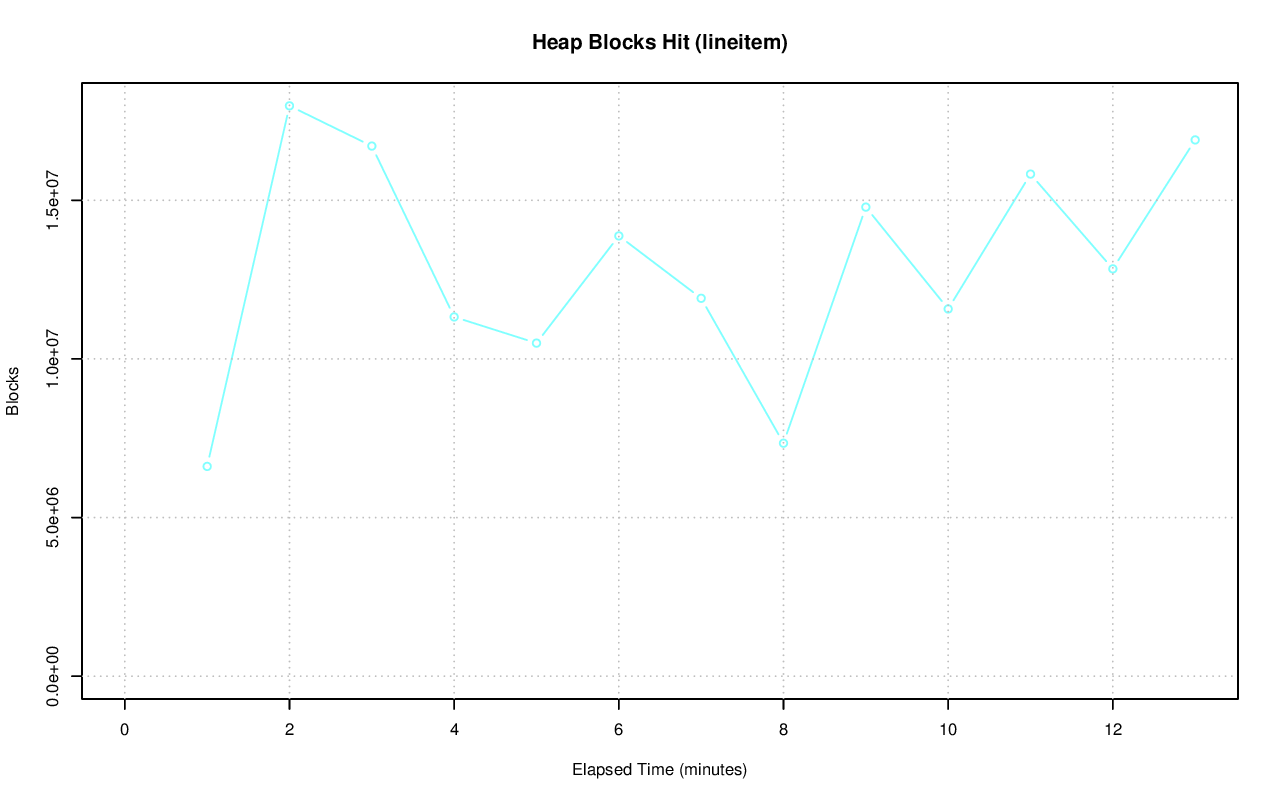 Heap Blocks Hit (lineitem)
Blocks
1.5e+07
1.0e+07
5.0e+06
0.0e+00
0 2 4 6 8 10 12
Elapsed Time (minutes)